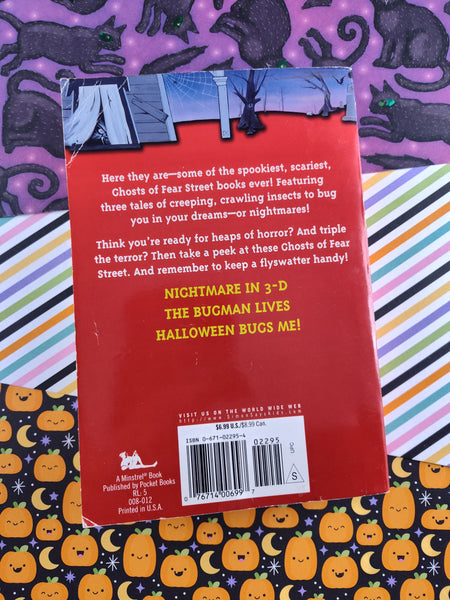 Here they are—some of the spookiest, scariest,
Ghosts of Fear Street books ever! Featuring
three tales of creeping, crawling insects to bug
you in your dreams—or nightmares!
Think you're ready for heaps of horror? And triple
the terror? Then take a peek at these Ghosts of Fear
Street. And remember to keep a flyswatter handy!
NIGHTMARE IN 3-D
THE BUGMAN LIVES
HALLOWEEN BUGS ME!
VISIT US ON THE WORLD WIDE WEB
www.SimonSaysKids.com
$6.99 U.S./$8.99 Can.
ISBN 0-671-02295-4
02295
UPC
S
0 76714 00699 7
A Minstrel® Book
Published by Pocket Books
RL: 5
008-012
Printed in U.S.A.